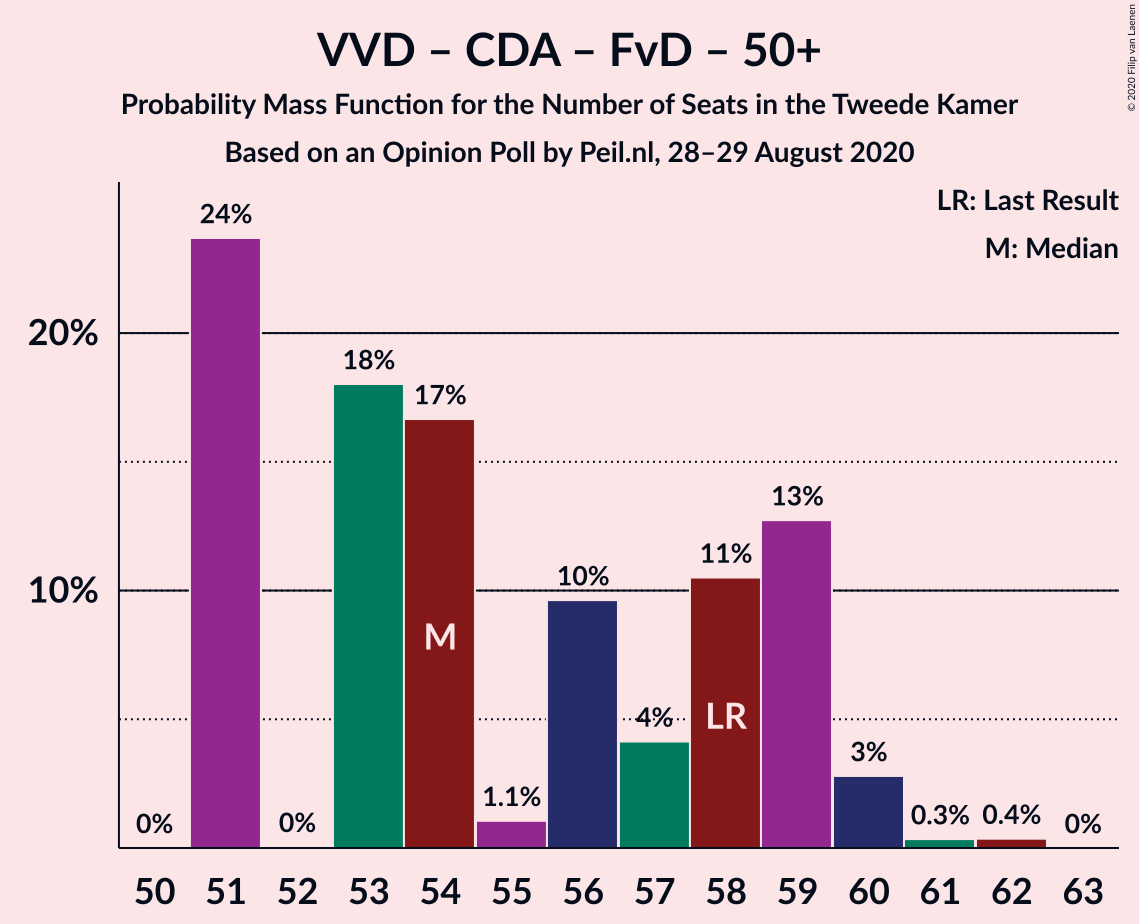 VVD – CDA – FvD – 50+
Probability Mass Function for the Number of Seats in the Tweede Kamer
Based on an Opinion Poll by Peil.nl, 28–29 August 2020
© 2020 Filip van Laenen
LR: Last Result
M: Median
20%
10%
0%
24%
0%
18%
17%
1.1%
10%
4%
11%
13%
3%
0.3%
0.4%
0%
M
LR
50 51 52 53 54 55 56 57 58 59 60 61 62 63